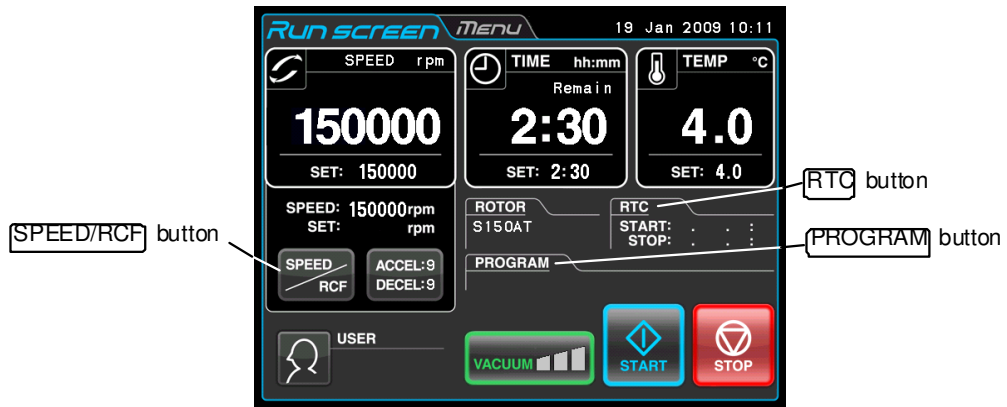 Run screen Menu 19 Jan 2009 10:11
SPEED rpm
150000
SET: 150000
TIME hh:mm
Remain
2:30
SET: 2:30
TEMP °C
4.0
SET: 4.0
SPEED: 150000rpm
SET: rpm
SPEED/RCF
ACCEL:9
DECEL:9
ROTOR
S150AT
RTC
START: . . :
STOP: . . :
PROGRAM
USER
VACUUM
START
STOP
SPEED/RCF button
RTC button
PROGRAM button